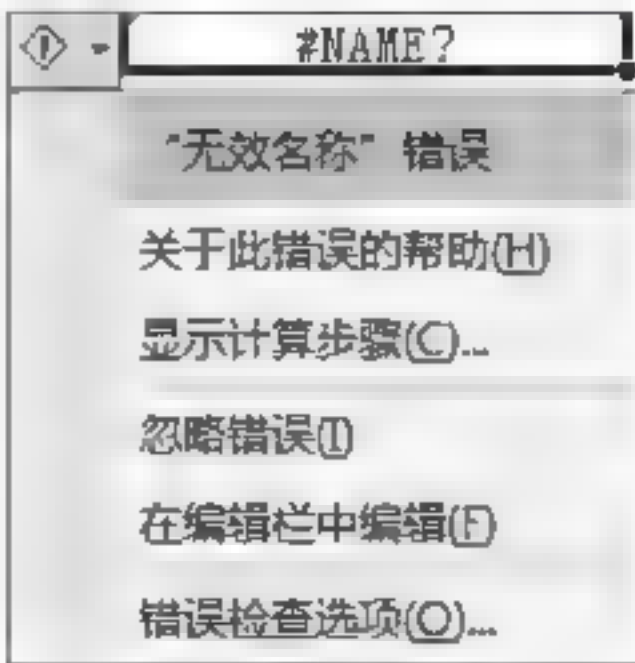 #NAME?
"无效名称" 错误
关于此错误的帮助(H)
显示计算步骤(C)...
忽略错误(I)
在编辑栏中编辑(F)
错误检查选项(O)...